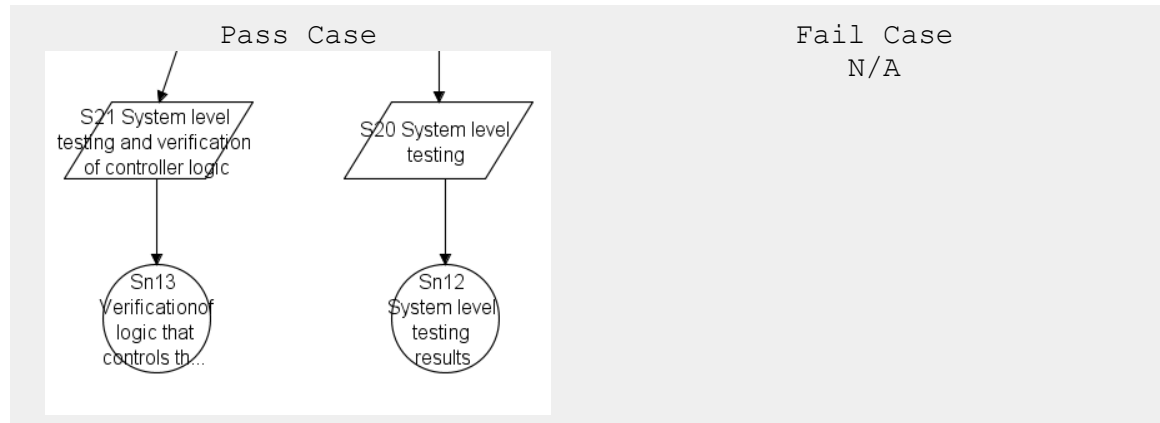 Pass Case
Fail Case
N/A
S21 System level
testing and verification
of controller logic
S20 System level
testing
Sn13
Verificationof
logic that
controls th...
Sn12
System level
testing
results